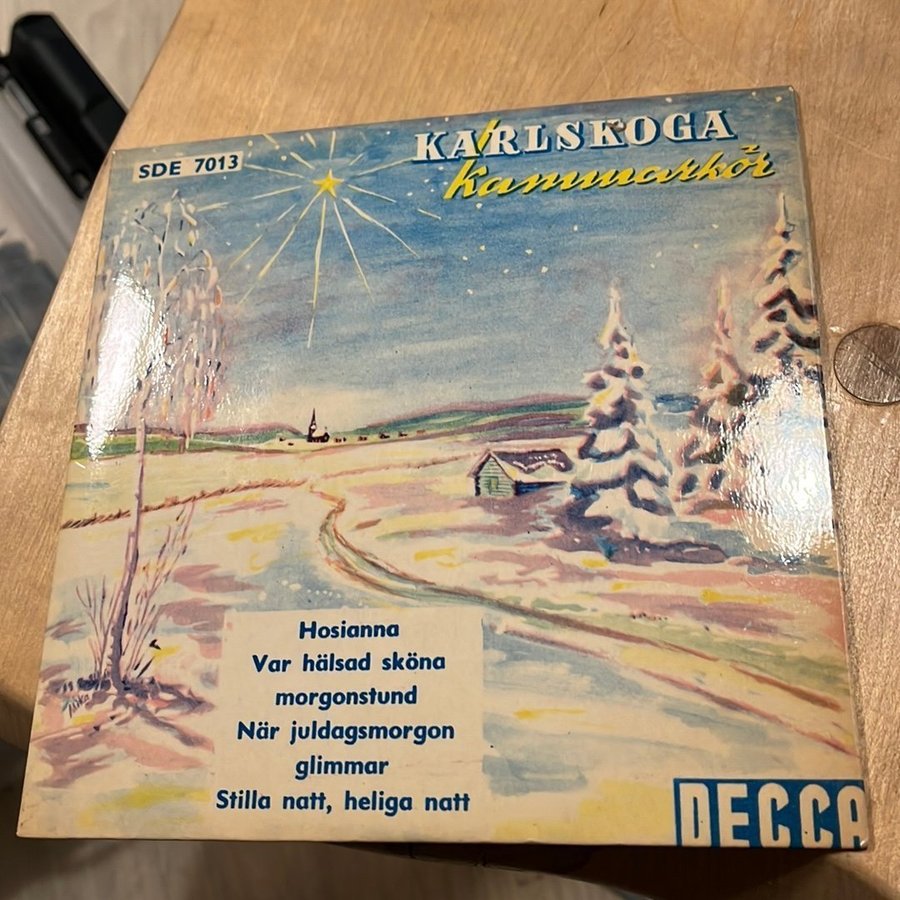 SDE 7013
KARLSKOGA
Kammarkör
Hosianna
Var hälsad sköna
morgonstund
När juldagsmorgon
glimmar
Stilla natt, heliga natt
DECCA